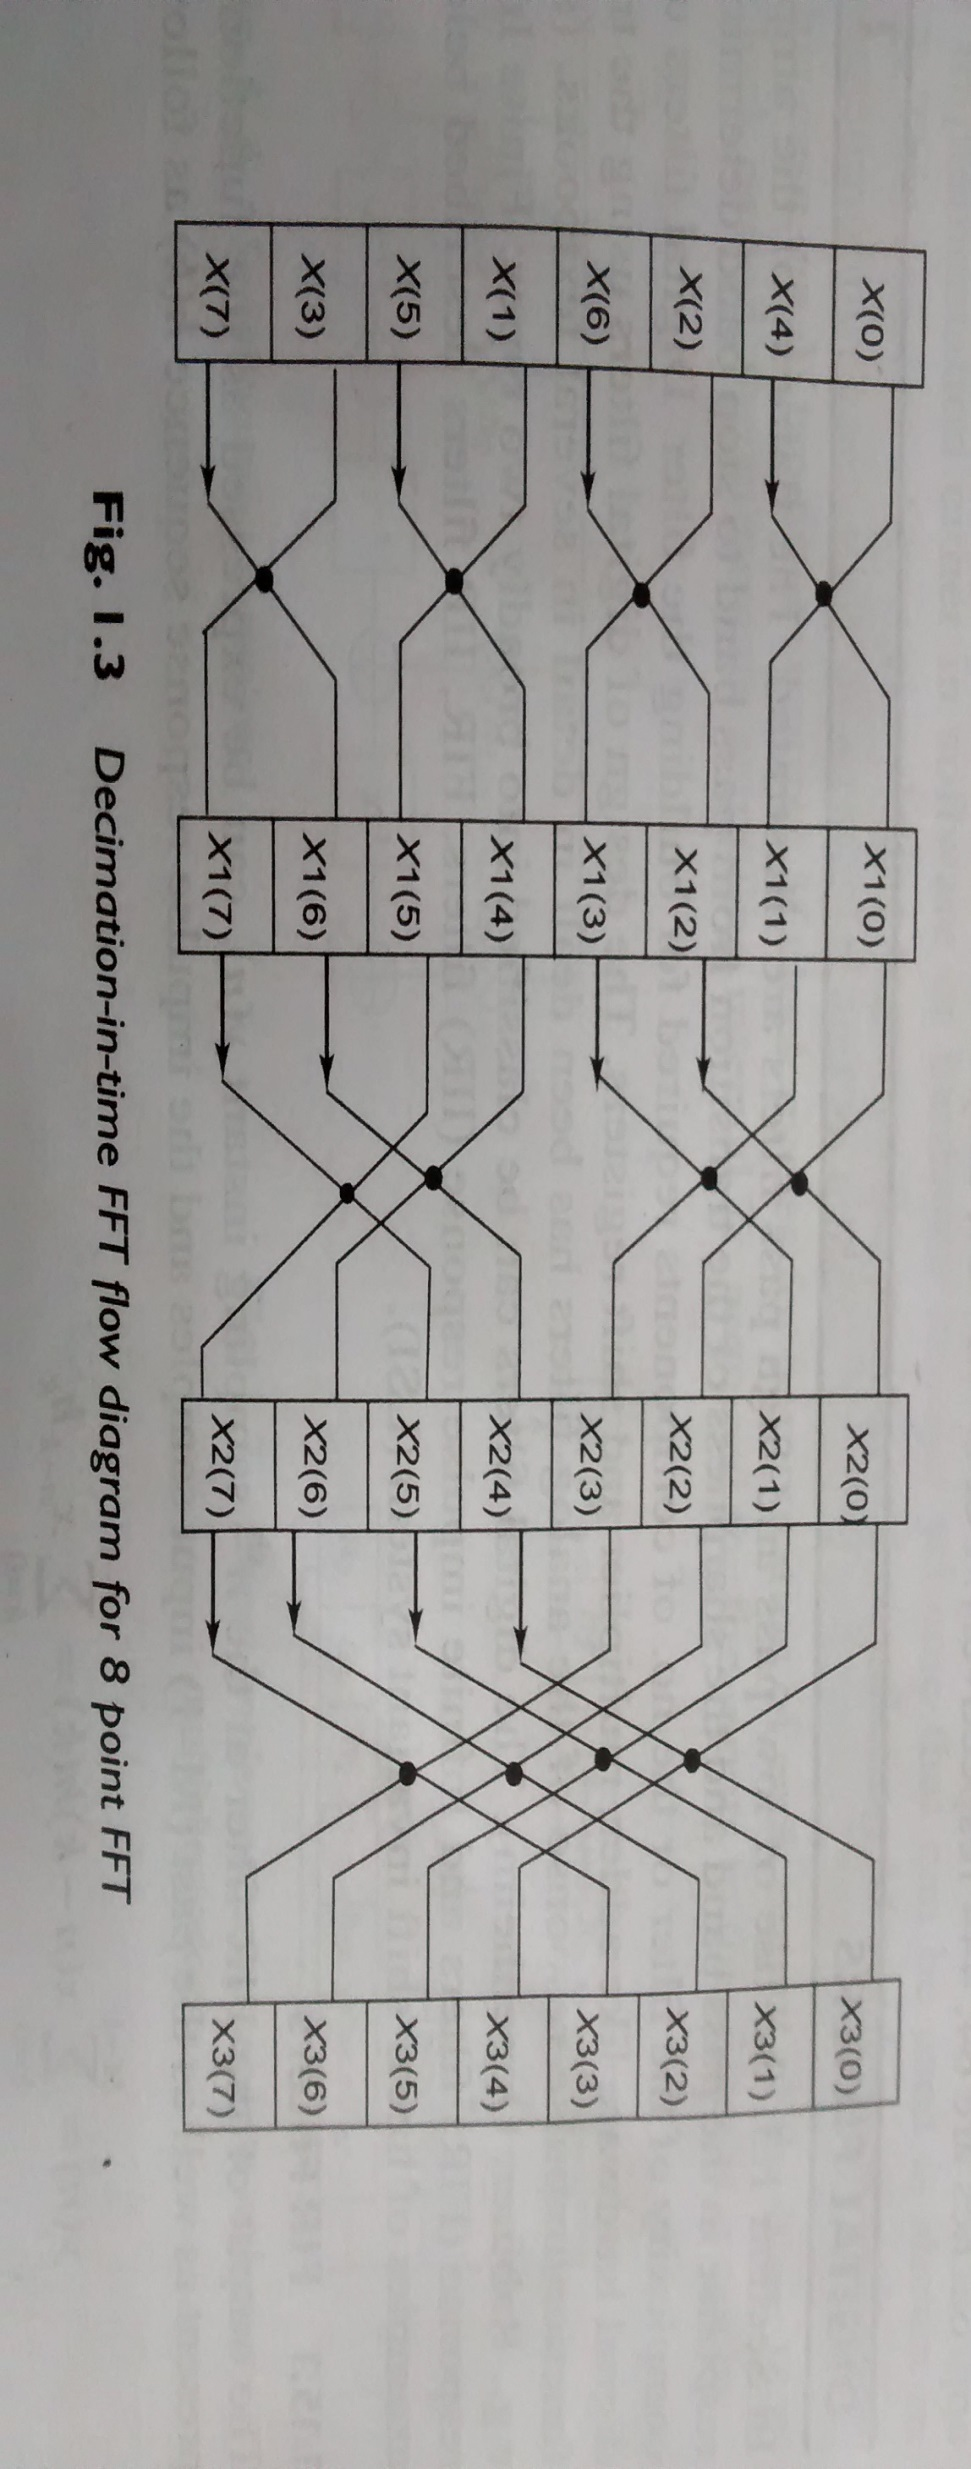 X(0) X1(0) X2(0) X3(0)
X(4) X1(1) X2(1) X3(1)
X(2) X1(2) X2(2) X3(2)
X(6) X1(3) X2(3) X3(3)
X(1) X1(4) X2(4) X3(4)
X(5) X1(5) X2(5) X3(5)
X(3) X1(6) X2(6) X3(6)
X(7) X1(7) X2(7) X3(7)
Fig. 1.3 Decimation-in-time FFT flow diagram for 8 point FFT